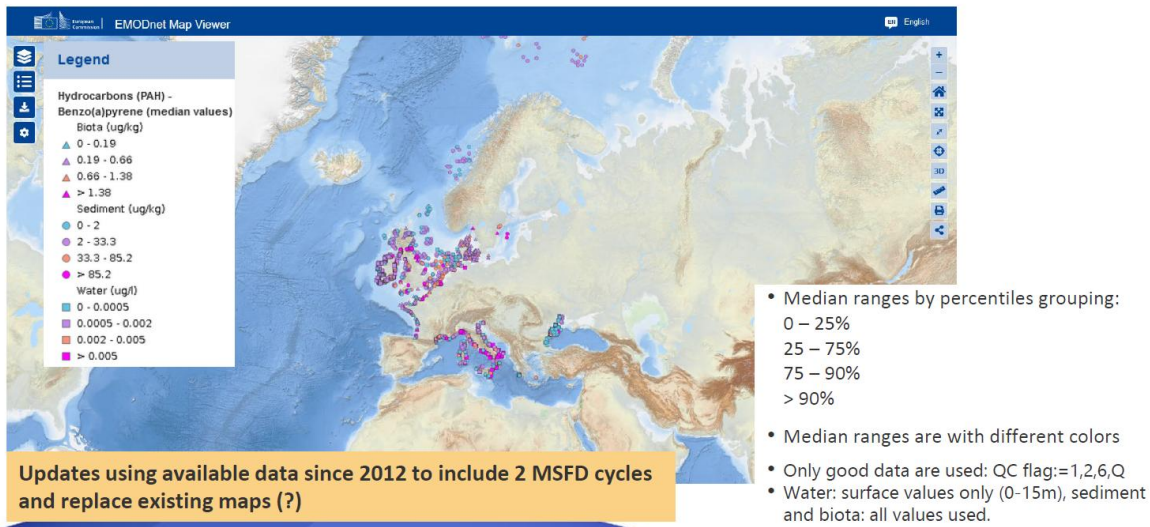 European
Commission
EMODnet Map Viewer
EN English
Legend
Hydrocarbons (PAH) -
Benzo(a)pyrene (median values)
Biota (ug/kg)
0 - 0.19
0.19 - 0.66
0.66 - 1.38
> 1.38
Sediment (ug/kg)
0 - 2
2 - 33.3
33.3 - 85.2
> 85.2
Water (ug/l)
0 - 0.0005
0.0005 - 0.002
0.002 - 0.005
> 0.005
+
−
3D
• Median ranges by percentiles grouping:
0 – 25%
25 – 75%
75 – 90%
> 90%
• Median ranges are with different colors
• Only good data are used: QC flag:=1,2,6,Q
• Water: surface values only (0-15m), sediment
and biota: all values used.
Updates using available data since 2012 to include 2 MSFD cycles
and replace existing maps (?)